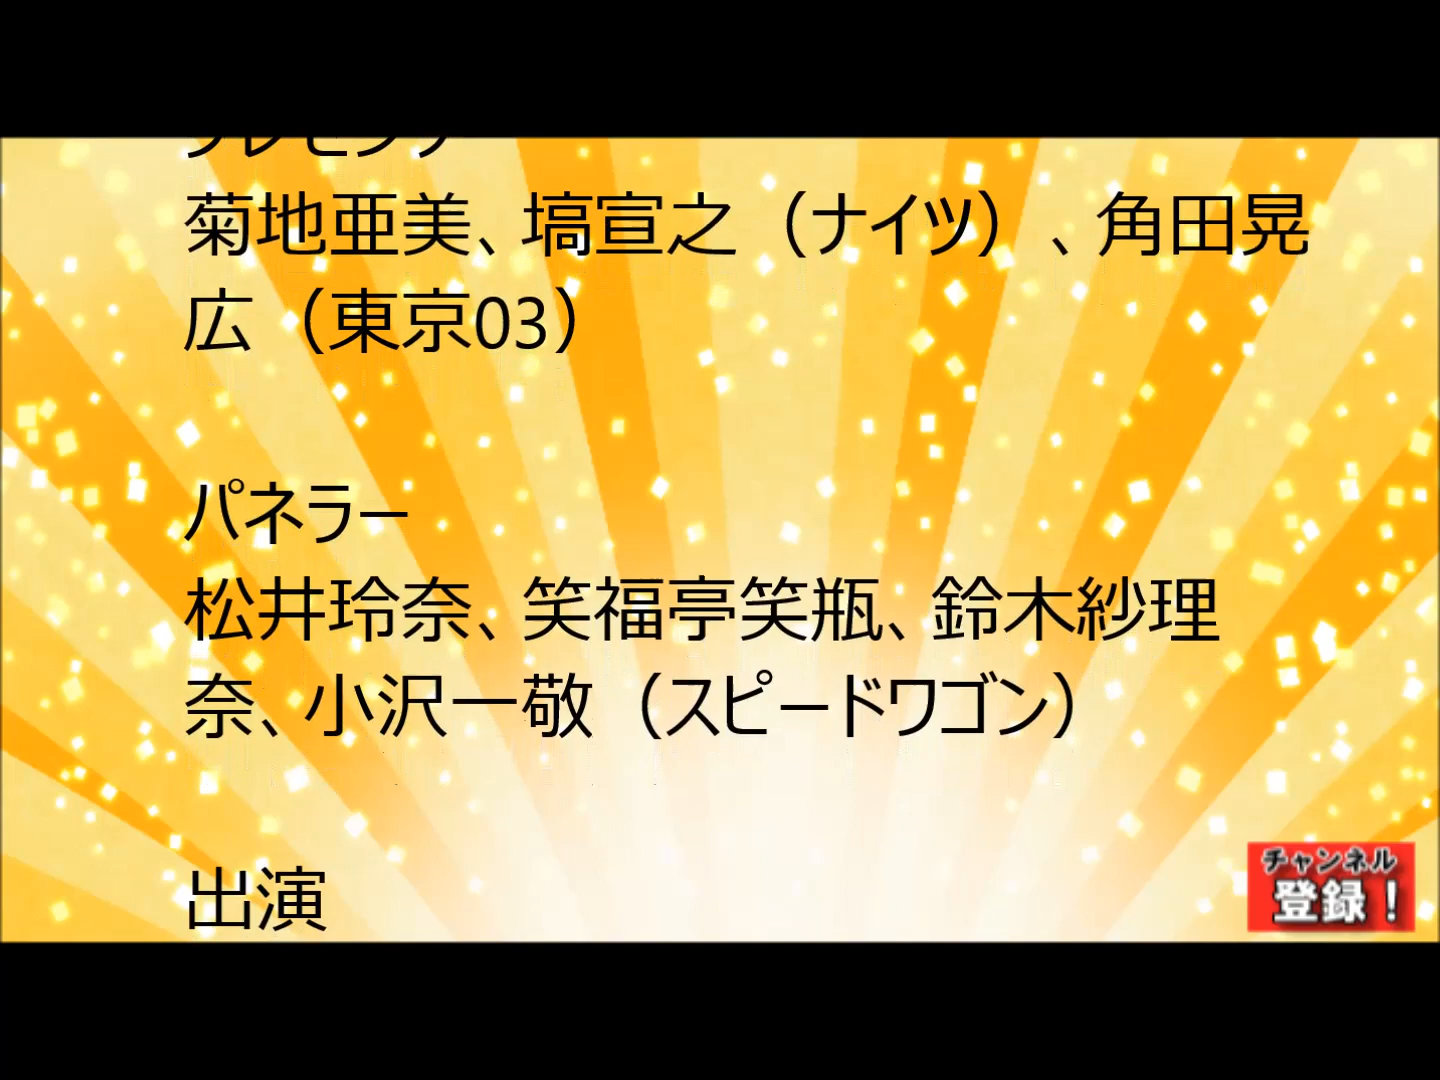 菊地亜美、塙宣之（ナイツ）、角田晃
広（東京03）
パネラー
松井玲奈、笑福亭笑瓶、鈴木紗理
奈、小沢一敬（スピードワゴン）
出演
チャンネル
登録！